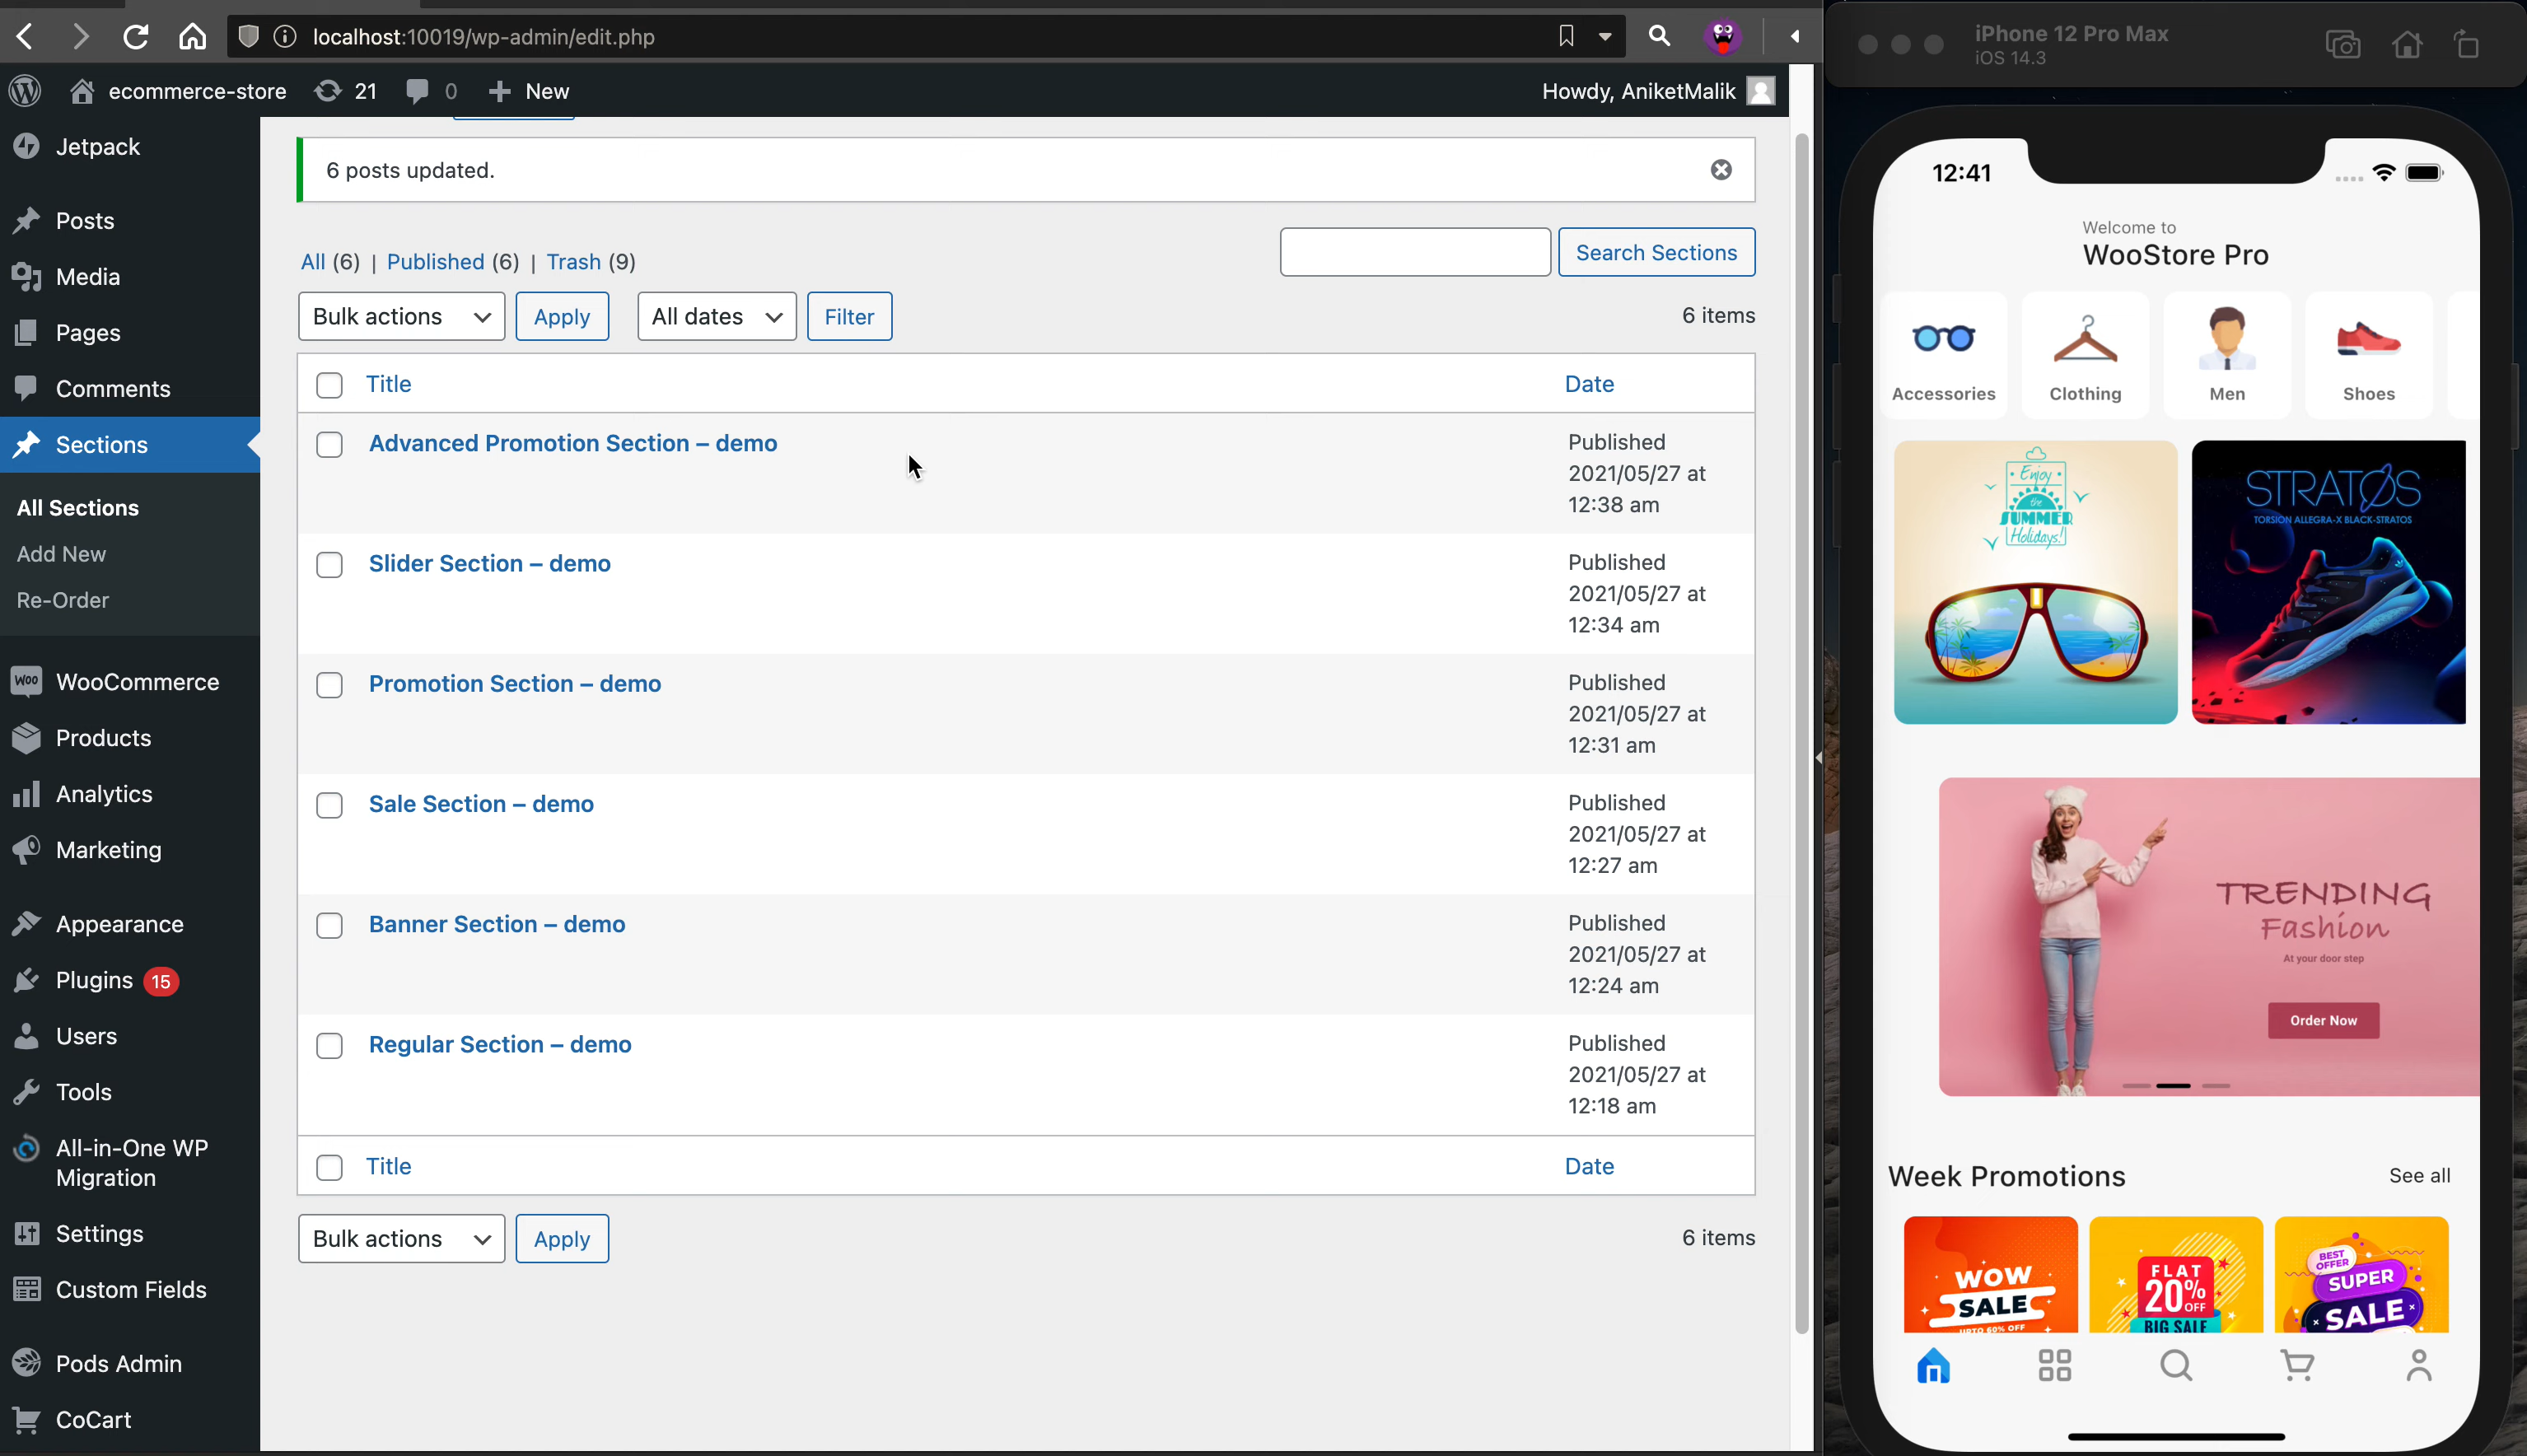 localhost:10019/wp-admin/edit.php
ecommerce-store
21
0
New
Howdy, AniketMalik
Jetpack
Posts
Media
Pages
Comments
Sections
All Sections
Add New
Re-Order
WooCommerce
Products
Analytics
Marketing
Appearance
Plugins 15
Users
Tools
All-in-One WP
Migration
Settings
Custom Fields
Pods Admin
CoCart
6 posts updated.
All (6) | Published (6) | Trash (9)
Search Sections
Bulk actions
Apply
All dates
Filter
6 items
Title
Date
Advanced Promotion Section – demo
Published
2021/05/27 at
12:38 am
Slider Section – demo
Published
2021/05/27 at
12:34 am
Promotion Section – demo
Published
2021/05/27 at
12:31 am
Sale Section – demo
Published
2021/05/27 at
12:27 am
Banner Section – demo
Published
2021/05/27 at
12:24 am
Regular Section – demo
Published
2021/05/27 at
12:18 am
Title
Date
Bulk actions
Apply
6 items
iPhone 12 Pro Max
iOS 14.3
12:41
Welcome to
WooStore Pro
Accessories
Clothing
Men
Shoes
Enjoy
the
SUMMER
Holidays!
STRATØS
TORSION ALLEGRA-X BLACK-STRATOS
TRENDING
Fashion
At your door step
Order Now
Week Promotions
See all
WOW
SALE
UPTO 60% OFF
FLAT
20%
OFF
BIG SALE
BEST
OFFER
SUPER
SALE